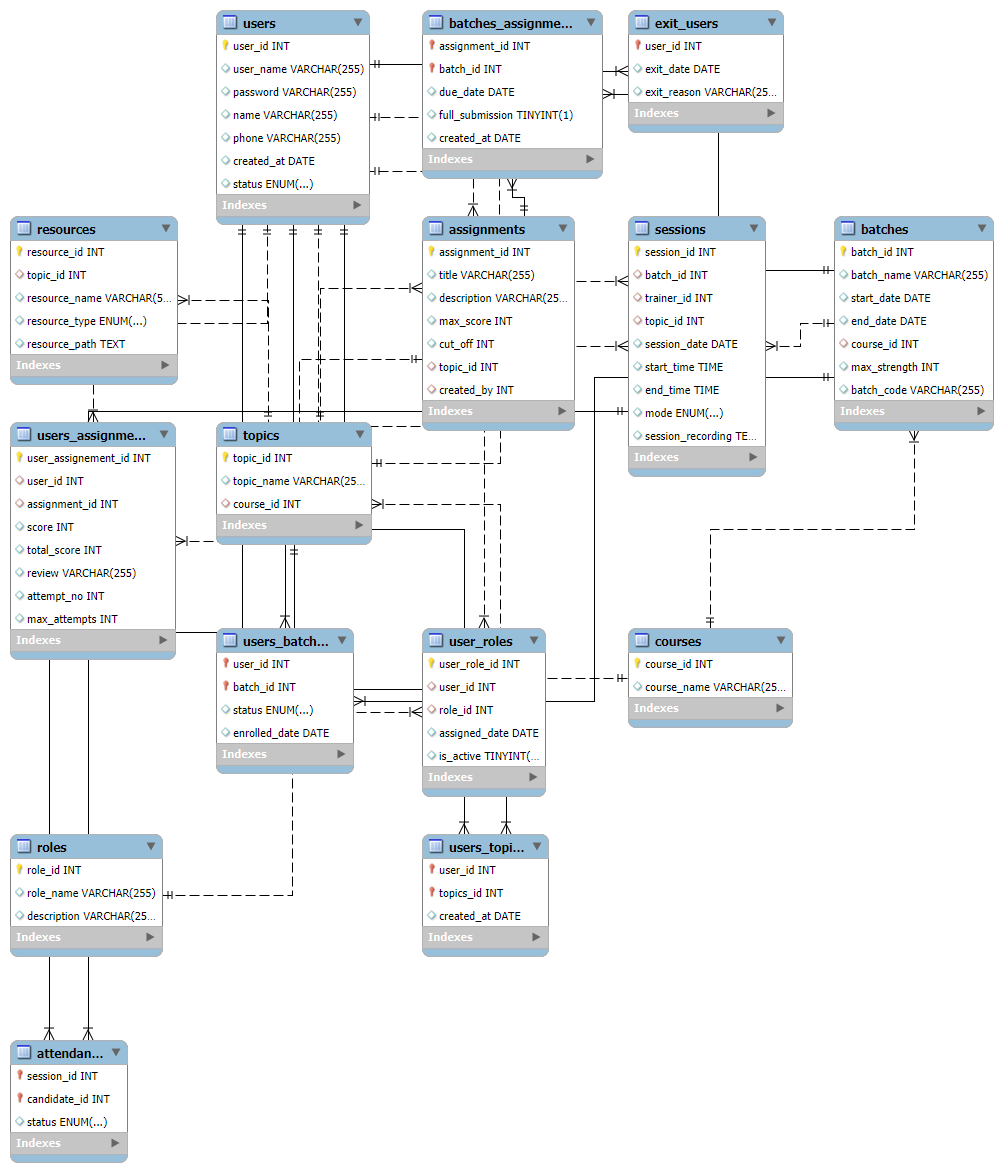 users
user_id INT
user_name VARCHAR(255)
password VARCHAR(255)
name VARCHAR(255)
phone VARCHAR(255)
created_at DATE
status ENUM(...)
Indexes
batches_assignme...
assignment_id INT
batch_id INT
due_date DATE
full_submission TINYINT(1)
created_at DATE
Indexes
exit_users
user_id INT
exit_date DATE
exit_reason VARCHAR(25...
Indexes
resources
resource_id INT
topic_id INT
resource_name VARCHAR(5...
resource_type ENUM(...)
resource_path TEXT
Indexes
assignments
assignment_id INT
title VARCHAR(255)
description VARCHAR(25...
max_score INT
cut_off INT
topic_id INT
created_by INT
Indexes
sessions
session_id INT
batch_id INT
trainer_id INT
topic_id INT
session_date DATE
start_time TIME
end_time TIME
mode ENUM(...)
session_recording TE...
Indexes
batches
batch_id INT
batch_name VARCHAR(255)
start_date DATE
end_date DATE
course_id INT
max_strength INT
batch_code VARCHAR(255)
Indexes
users_assignme...
user_assignement_id INT
user_id INT
assignment_id INT
score INT
total_score INT
review VARCHAR(255)
attempt_no INT
max_attempts INT
Indexes
topics
topic_id INT
topic_name VARCHAR(25...
course_id INT
Indexes
users_batch...
user_id INT
batch_id INT
status ENUM(...)
enrolled_date DATE
Indexes
user_roles
user_role_id INT
user_id INT
role_id INT
assigned_date DATE
is_active TINYINT(...
Indexes
courses
course_id INT
course_name VARCHAR(25...
Indexes
roles
role_id INT
role_name VARCHAR(255)
description VARCHAR(25...
Indexes
users_topi...
user_id INT
topics_id INT
created_at DATE
Indexes
attendan...
session_id INT
candidate_id INT
status ENUM(...)
Indexes